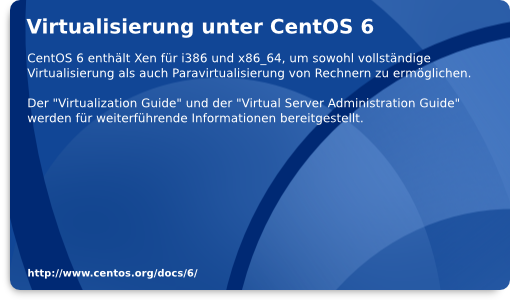 Virtualisierung unter CentOS 6
CentOS 6 enthält Xen für i386 und x86_64, um sowohl vollständige
Virtualisierung als auch Paravirtualisierung von Rechnern zu ermöglichen.
Der "Virtualization Guide" und der "Virtual Server Administration Guide"
werden für weiterführende Informationen bereitgestellt.
http://www.centos.org/docs/6/